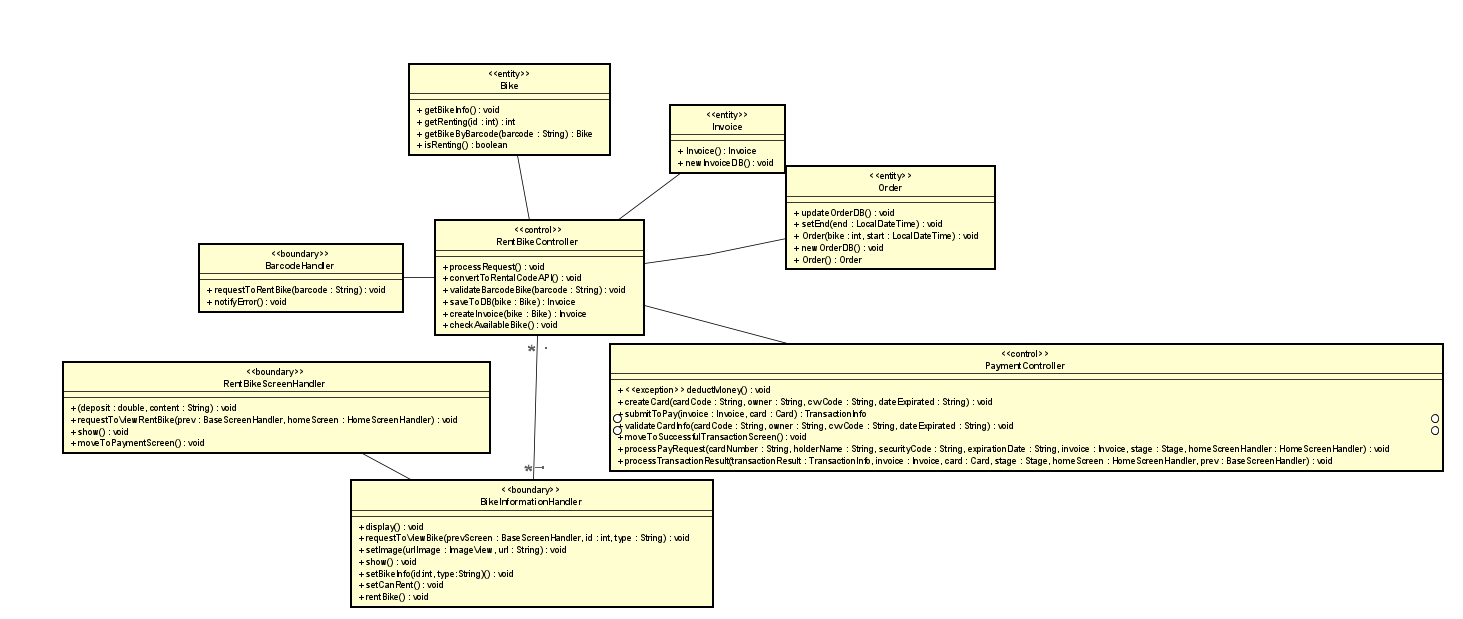 <<entity>>
Bike
+ getBikeInfo() : void
+ getRenting(id : int) : int
+ getBikeByBarcode(barcode : String) : Bike
+ isRenting() : boolean
<<entity>>
Invoice
+ Invoice() : Invoice
+ newInvoiceDB() : void
<<entity>>
Order
+ updateOrderDB() : void
+ setEnd(end : LocalDateTime) : void
+ Order(bike : int, start : LocalDateTime) : void
+ newOrderDB() : void
+ Order() : Order
<<control>>
RentBikeController
+ processRequest() : void
+ convertToRentalCodeAPI() : void
+ validateBarcodeBike(barcode : String) : void
+ saveToDB(bike : Bike) : Invoice
+ createInvoice(bike : Bike) : Invoice
+ checkAvailableBike() : void
<<boundary>>
BarcodeHandler
+ requestToRentBike(barcode : String) : void
+ notifyError() : void
*
<<control>>
PaymentController
+ <<exception>> deductMoney() : void
+ createCard(cardCode : String, owner : String, cvvCode : String, dateExpirated : String) : void
+ submitToPay(invoice : Invoice, card : Card) : TransactionInfo
+ validateCardInfo(cardCode : String, owner : String, cvvCode : String, dateExpirated : String) : void
+ moveToSuccessfulTransactionScreen() : void
+ processPayRequest(cardNumber : String, holderName : String, securityCode : String, expirationDate : String, invoice : Invoice, stage : Stage, homeScreenHandler : HomeScreenHandler) : void
+ processTransactionResult(transactionResult : TransactionInfo, invoice : Invoice, card : Card, stage : Stage, homeScreen : HomeScreenHandler, prev : BaseScreenHandler) : void
<<boundary>>
RentBikeScreenHandler
+ (deposit : double, content : String) : void
+ requestToViewRentBike(prev : BaseScreenHandler, homeScreen : HomeScreenHandler) : void
+ show() : void
+ moveToPaymentScreen() : void
*
<<boundary>>
BikeInformationHandler
+ display() : void
+ requestToViewBike(prevScreen : BaseScreenHandler, id : int, type : String) : void
+ setImage(urlImage : ImageView, url : String) : void
+ show() : void
+ setBikeInfo(id:int, type:String)() : void
+ setCanRent() : void
+ rentBike() : void